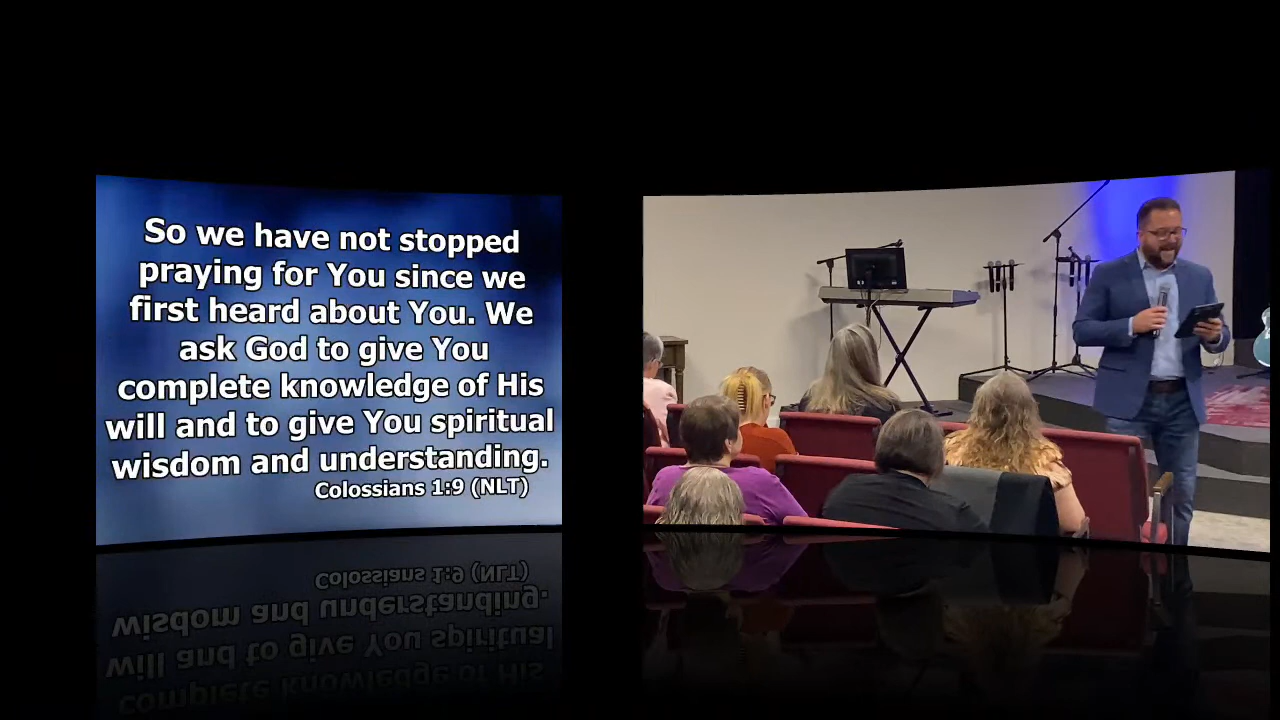 So we have not stopped
praying for You since we
first heard about You. We
ask God to give You
complete knowledge of His
will and to give You spiritual
wisdom and understanding.
Colossians 1:9 (NLT)